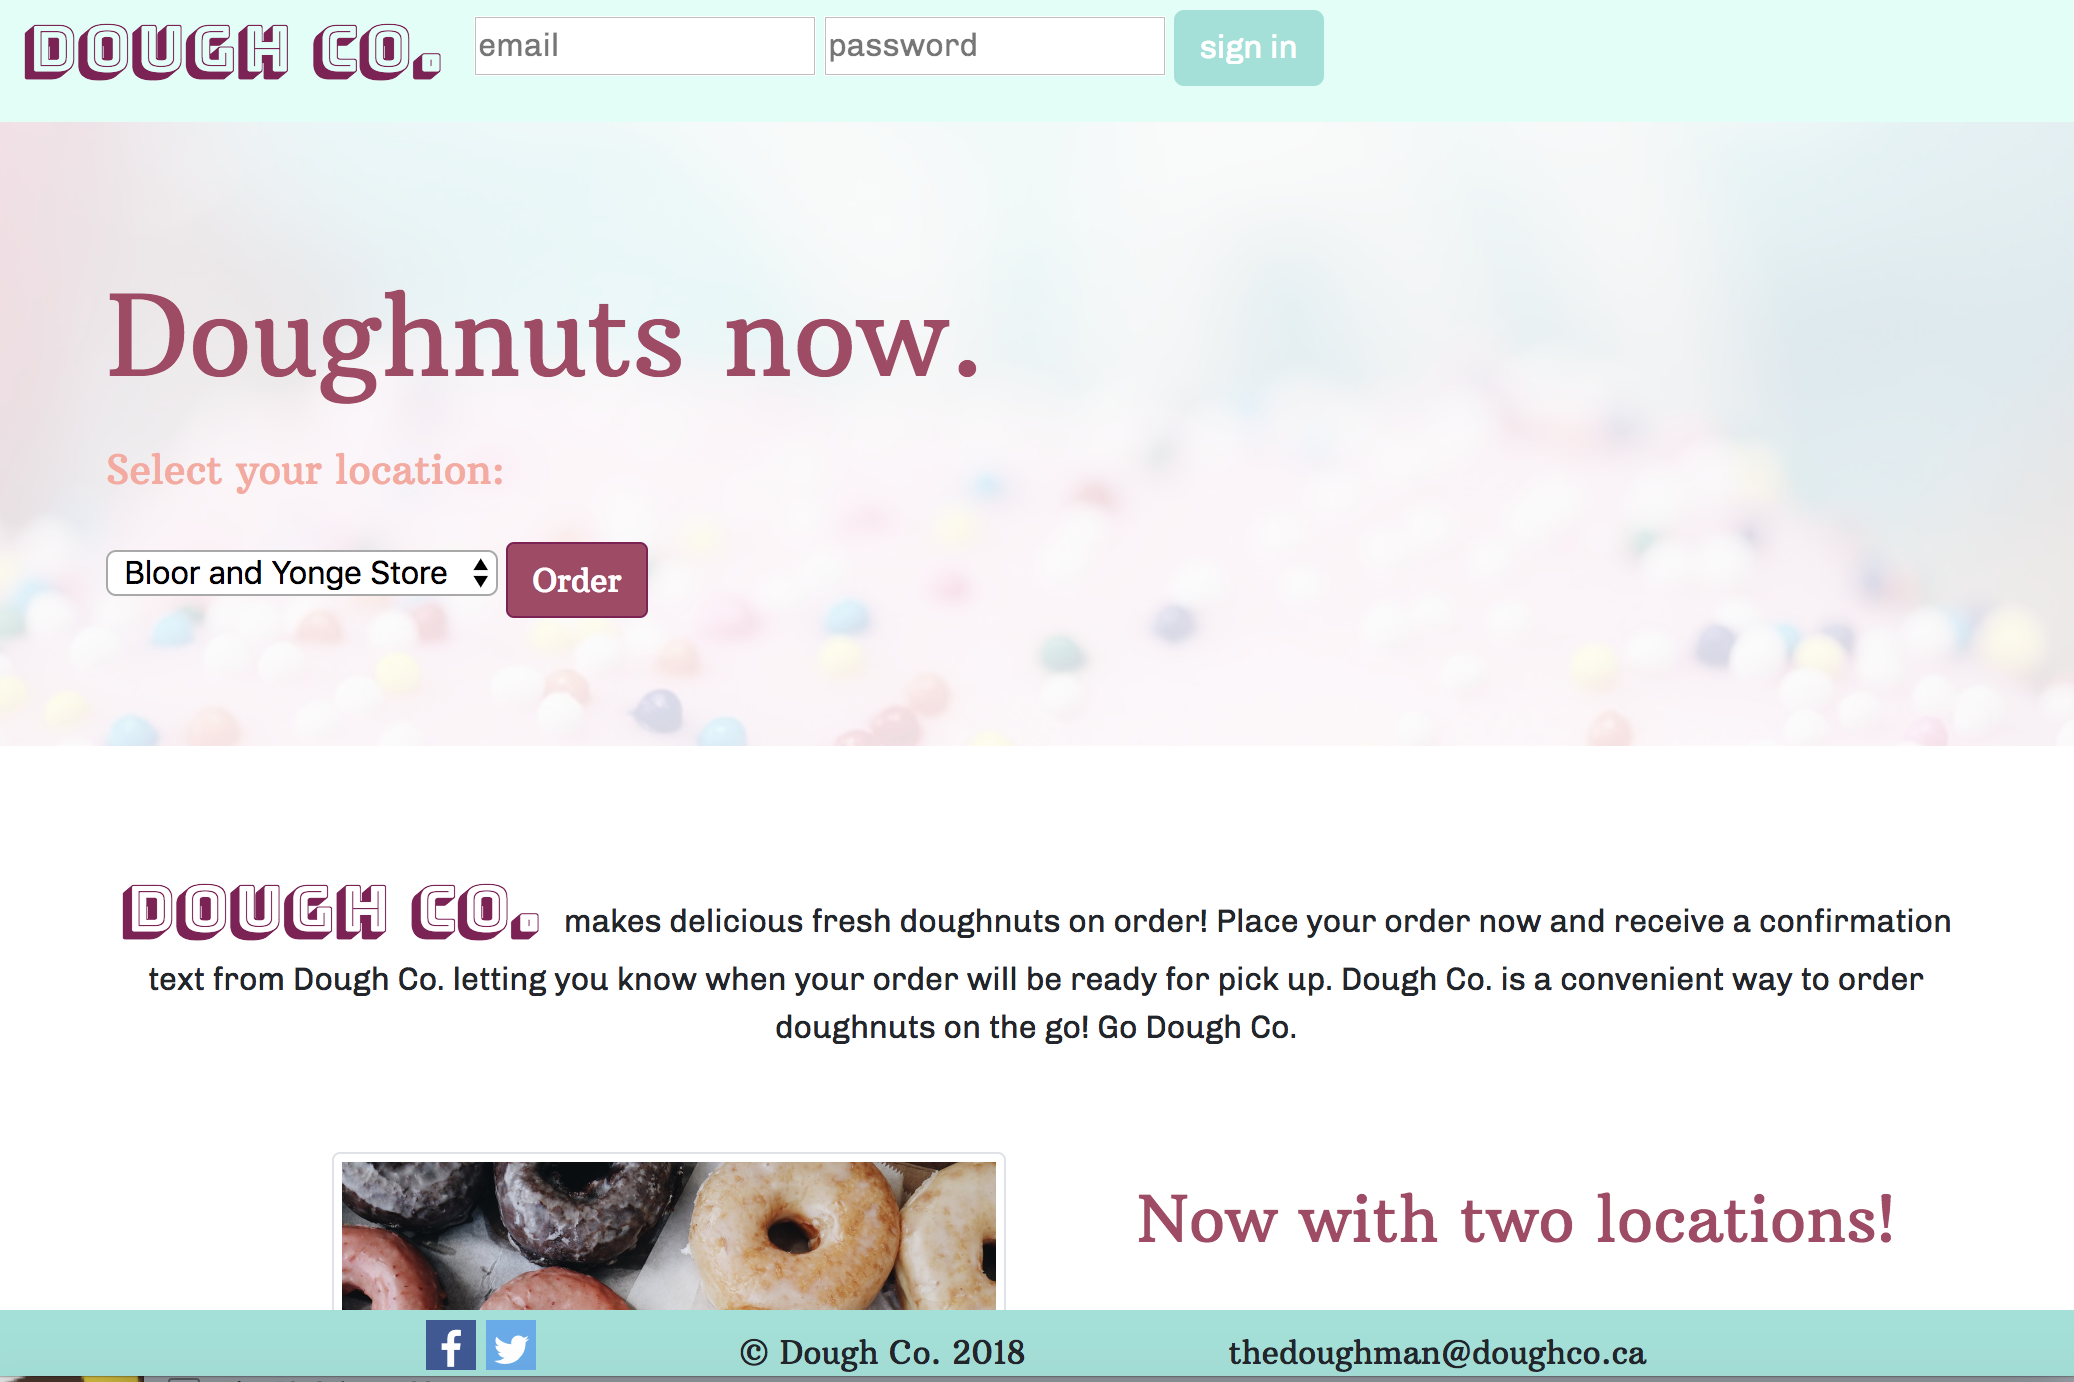 DOUGH CO. email password sign in
Doughnuts now.
Select your location:
Bloor and Yonge Store Order
DOUGH CO. makes delicious fresh doughnuts on order! Place your order now and receive a confirmation
text from Dough Co. letting you know when your order will be ready for pick up. Dough Co. is a convenient way to order
doughnuts on the go! Go Dough Co.
Now with two locations!
© Dough Co. 2018 thedoughman@doughco.ca